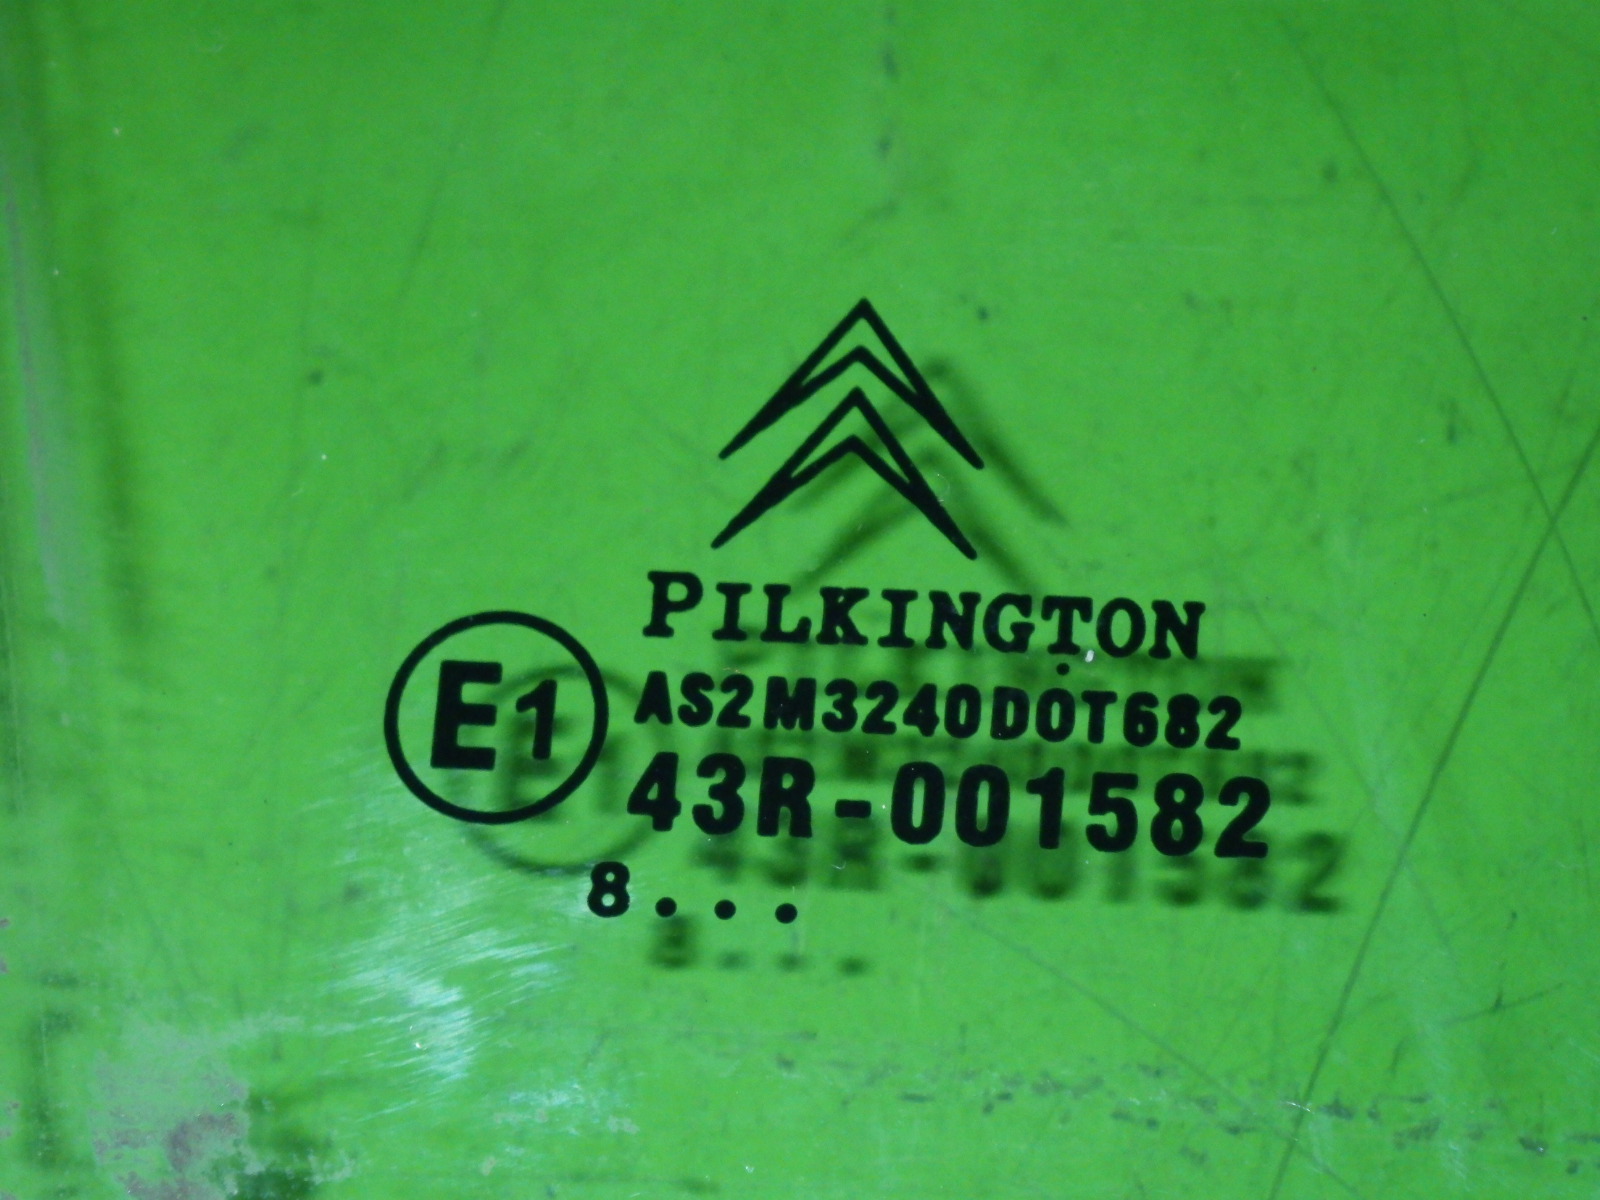 PILKINGTON
E1
AS2M3240DOT682
43R-001582
8...